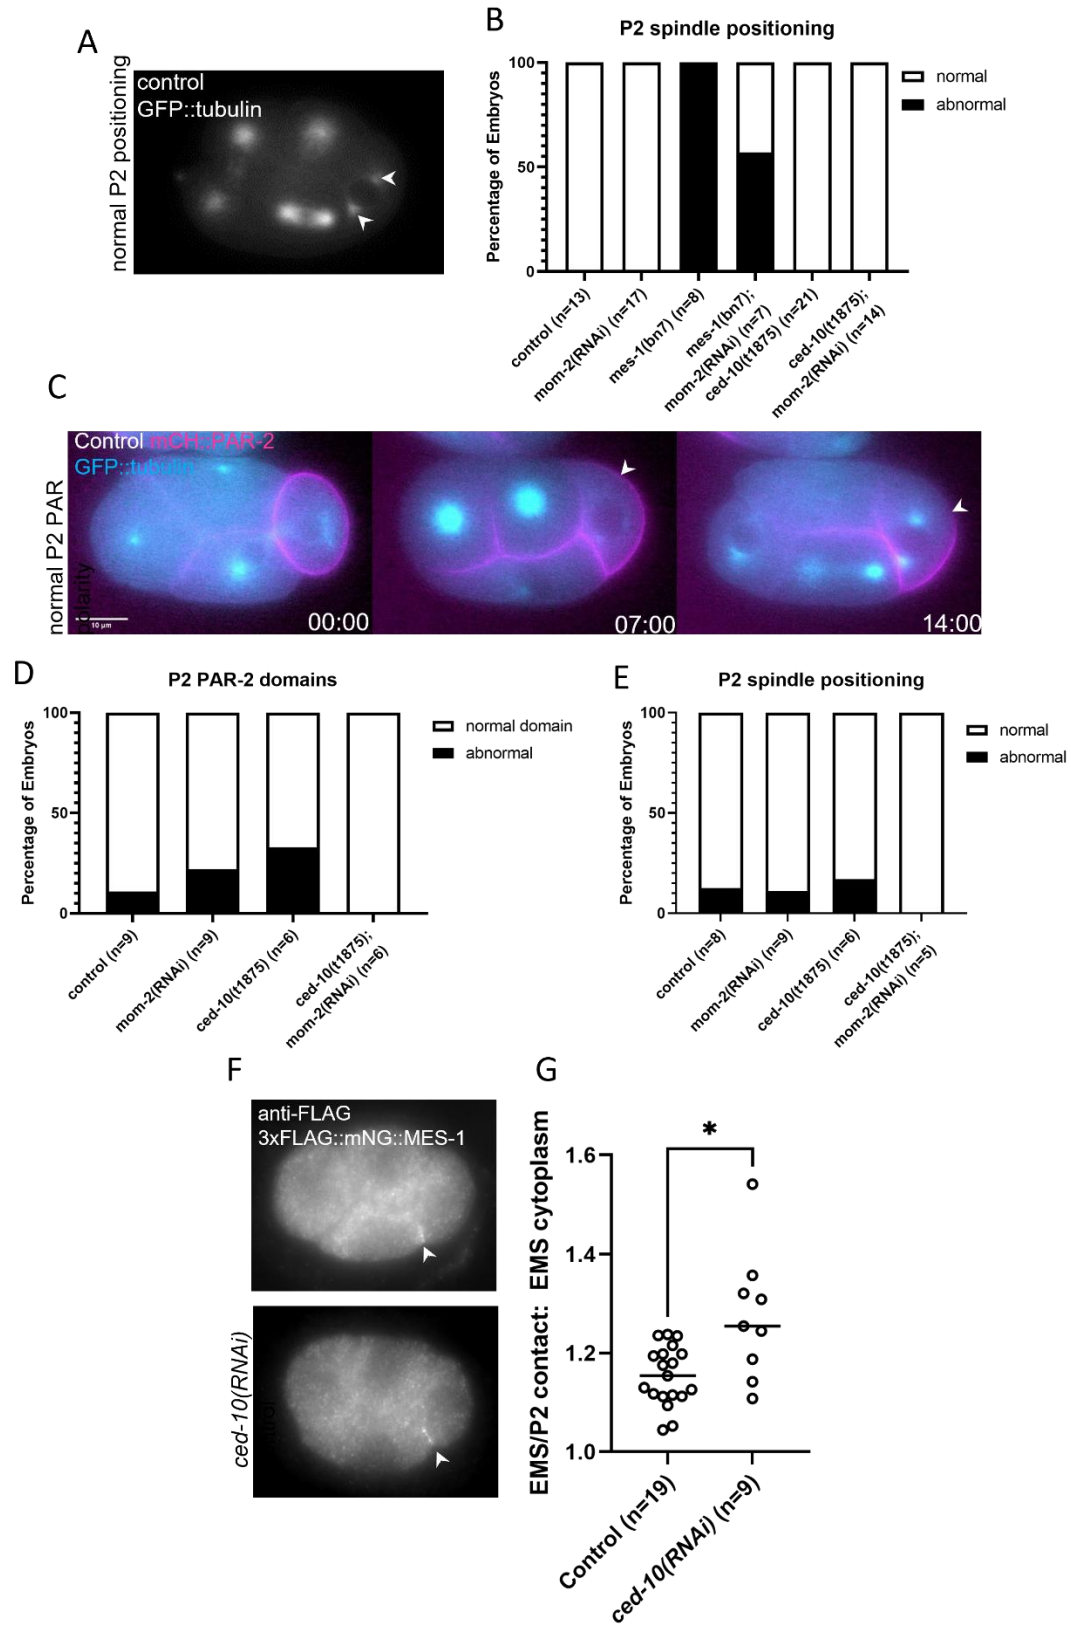 A
normal P2 positioning
control
GFP::tubulin
B
P2 spindle positioning
Percentage of Embryos
100
50
0
normal
abnormal
control (n=13)
mom-2(RNAi) (n=17)
mes-1(bn7) (n=8)
mes-1(bn7);
mom-2(RNAi) (n=7)
ced-10(t1875) (n=21)
ced-10(t1875);
mom-2(RNAi) (n=14)
C
normal P2 PAR
polarity
Control mCH::PAR-2
GFP::tubulin
10 µm
00:00
07:00
14:00
D
P2 PAR-2 domains
Percentage of Embryos
100
50
0
normal domain
abnormal
control (n=9)
mom-2(RNAi) (n=9)
ced-10(t1875) (n=6)
ced-10(t1875);
mom-2(RNAi) (n=6)
E
P2 spindle positioning
Percentage of Embryos
100
50
0
normal
abnormal
control (n=8)
mom-2(RNAi) (n=9)
ced-10(t1875) (n=6)
ced-10(t1875);
mom-2(RNAi) (n=5)
F
anti-FLAG
3xFLAG::mNG::MES-1
ced-10(RNAi)
G
EMS/P2 contact: EMS cytoplasm
1.6
1.4
1.2
1.0
*
Control (n=19)
ced-10(RNAi) (n=9)